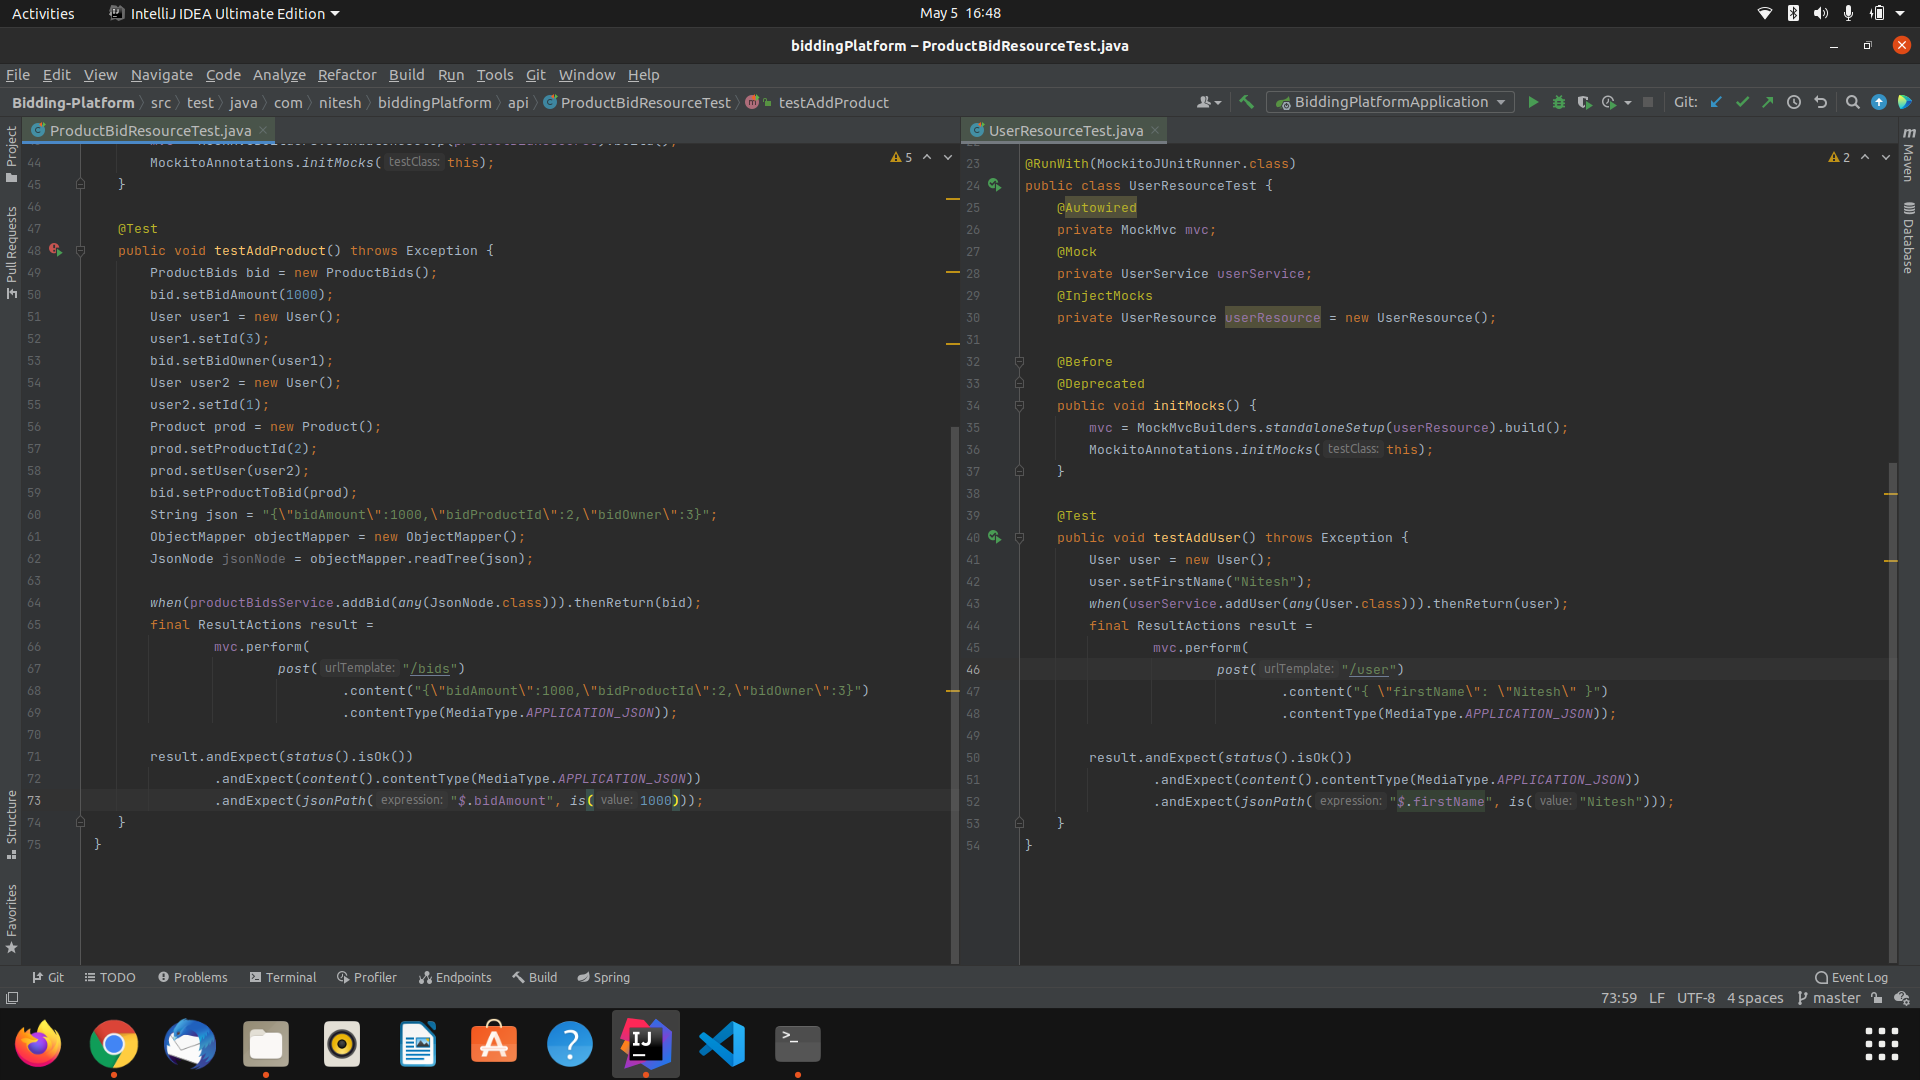 Activities
IntelliJ IDEA Ultimate Edition
May 5 16:48
biddingPlatform – ProductBidResourceTest.java
File Edit View Navigate Code Analyze Refactor Build Run Tools Git Window Help
Bidding-Platform src test java com nitesh biddingPlatform api ProductBidResourceTest testAddProduct
BiddingPlatformApplication
Git:
ProductBidResourceTest.java
Project
Pull Requests
Structure
Favorites
5
44 MockitoAnnotations.initMocks( testClass: this);
45 }
46
47 @Test
48 public void testAddProduct() throws Exception {
49 ProductBids bid = new ProductBids();
50 bid.setBidAmount(1000);
51 User user1 = new User();
52 user1.setId(3);
53 bid.setBidOwner(user1);
54 User user2 = new User();
55 user2.setId(1);
56 Product prod = new Product();
57 prod.setProductId(2);
58 prod.setUser(user2);
59 bid.setProductToBid(prod);
60 String json = "{\"bidAmount\":1000,\"bidProductId\":2,\"bidOwner\":3}";
61 ObjectMapper objectMapper = new ObjectMapper();
62 JsonNode jsonNode = objectMapper.readTree(json);
63
64 when(productBidsService.addBid(any(JsonNode.class))).thenReturn(bid);
65 final ResultActions result =
66 mvc.perform(
67 post( urlTemplate: "/bids")
68 .content("{\"bidAmount\":1000,\"bidProductId\":2,\"bidOwner\":3}")
69 .contentType(MediaType.APPLICATION_JSON));
70
71 result.andExpect(status().isOk())
72 .andExpect(content().contentType(MediaType.APPLICATION_JSON))
73 .andExpect(jsonPath( expression: "$.bidAmount", is( value: 1000)));
74 }
75 }
UserResourceTest.java
2
23 @RunWith(MockitoJUnitRunner.class)
24 public class UserResourceTest {
25 @Autowired
26 private MockMvc mvc;
27 @Mock
28 private UserService userService;
29 @InjectMocks
30 private UserResource userResource = new UserResource();
31
32 @Before
33 @Deprecated
34 public void initMocks() {
35 mvc = MockMvcBuilders.standaloneSetup(userResource).build();
36 MockitoAnnotations.initMocks( testClass: this);
37 }
38
39 @Test
40 public void testAddUser() throws Exception {
41 User user = new User();
42 user.setFirstName("Nitesh");
43 when(userService.addUser(any(User.class))).thenReturn(user);
44 final ResultActions result =
45 mvc.perform(
46 post( urlTemplate: "/user")
47 .content("{ \"firstName\": \"Nitesh\" }")
48 .contentType(MediaType.APPLICATION_JSON));
49
50 result.andExpect(status().isOk())
51 .andExpect(content().contentType(MediaType.APPLICATION_JSON))
52 .andExpect(jsonPath( expression: "$.firstName", is( value: "Nitesh")));
53 }
54 }
m Maven
Database
Git TODO Problems Terminal Profiler Endpoints Build Spring
Event Log
73:59 LF UTF-8 4 spaces master
IJ